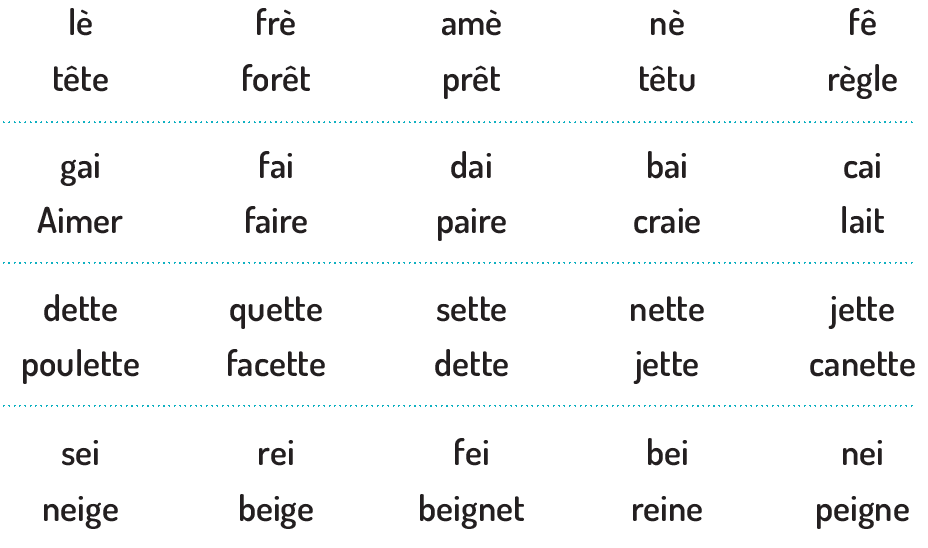 lè frè amè nè fê
tête forêt prêt têtu règle
gai fai dai bai cai
Aimer faire paire craie lait
dette quette sette nette jette
poulette facette dette jette canette
sei rei fei bei nei
neige beige beignet reine peigne